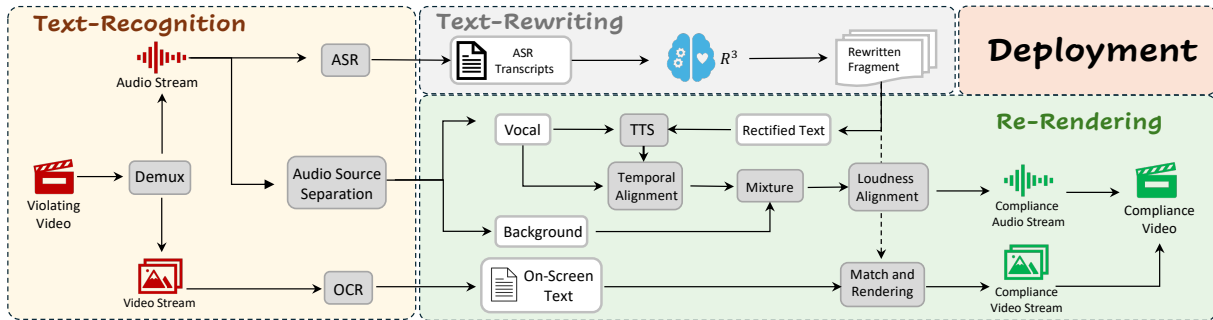 Text-Recognition
Text-Rewriting
Deployment
Audio Stream
ASR
ASR
Transcripts
R³
Rewritten
Fragment
Re-Rendering
Violating
Video
Demux
Audio Source
Separation
Vocal
TTS
Rectified Text
Temporal
Alignment
Mixture
Loudness
Alignment
Compliance
Audio Stream
Compliance
Video
Background
Video Stream
OCR
On-Screen
Text
Match and
Rendering
Compliance
Video Stream